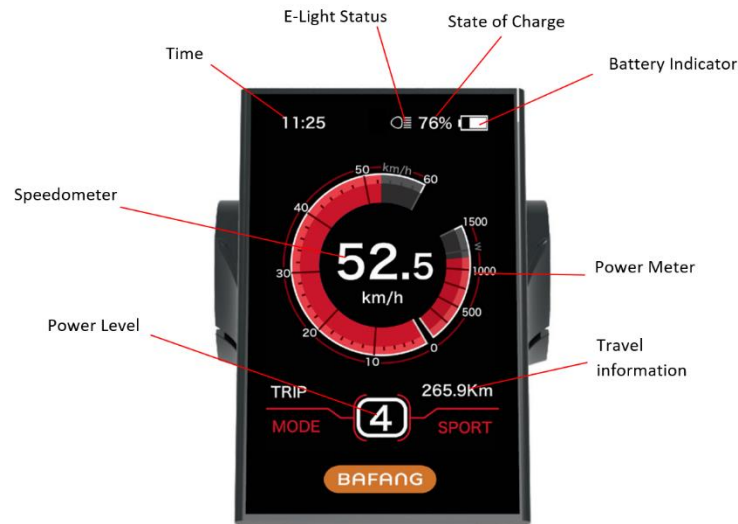 E-Light Status
State of Charge
Time
Battery Indicator
11:25
76%
50
km/h
60
Speedometer
40
1500
W
52.5
30
1000
Power Meter
km/h
Power Level
20
500
10
0
Travel
information
TRIP
265.9Km
4
MODE
SPORT
BAFANG